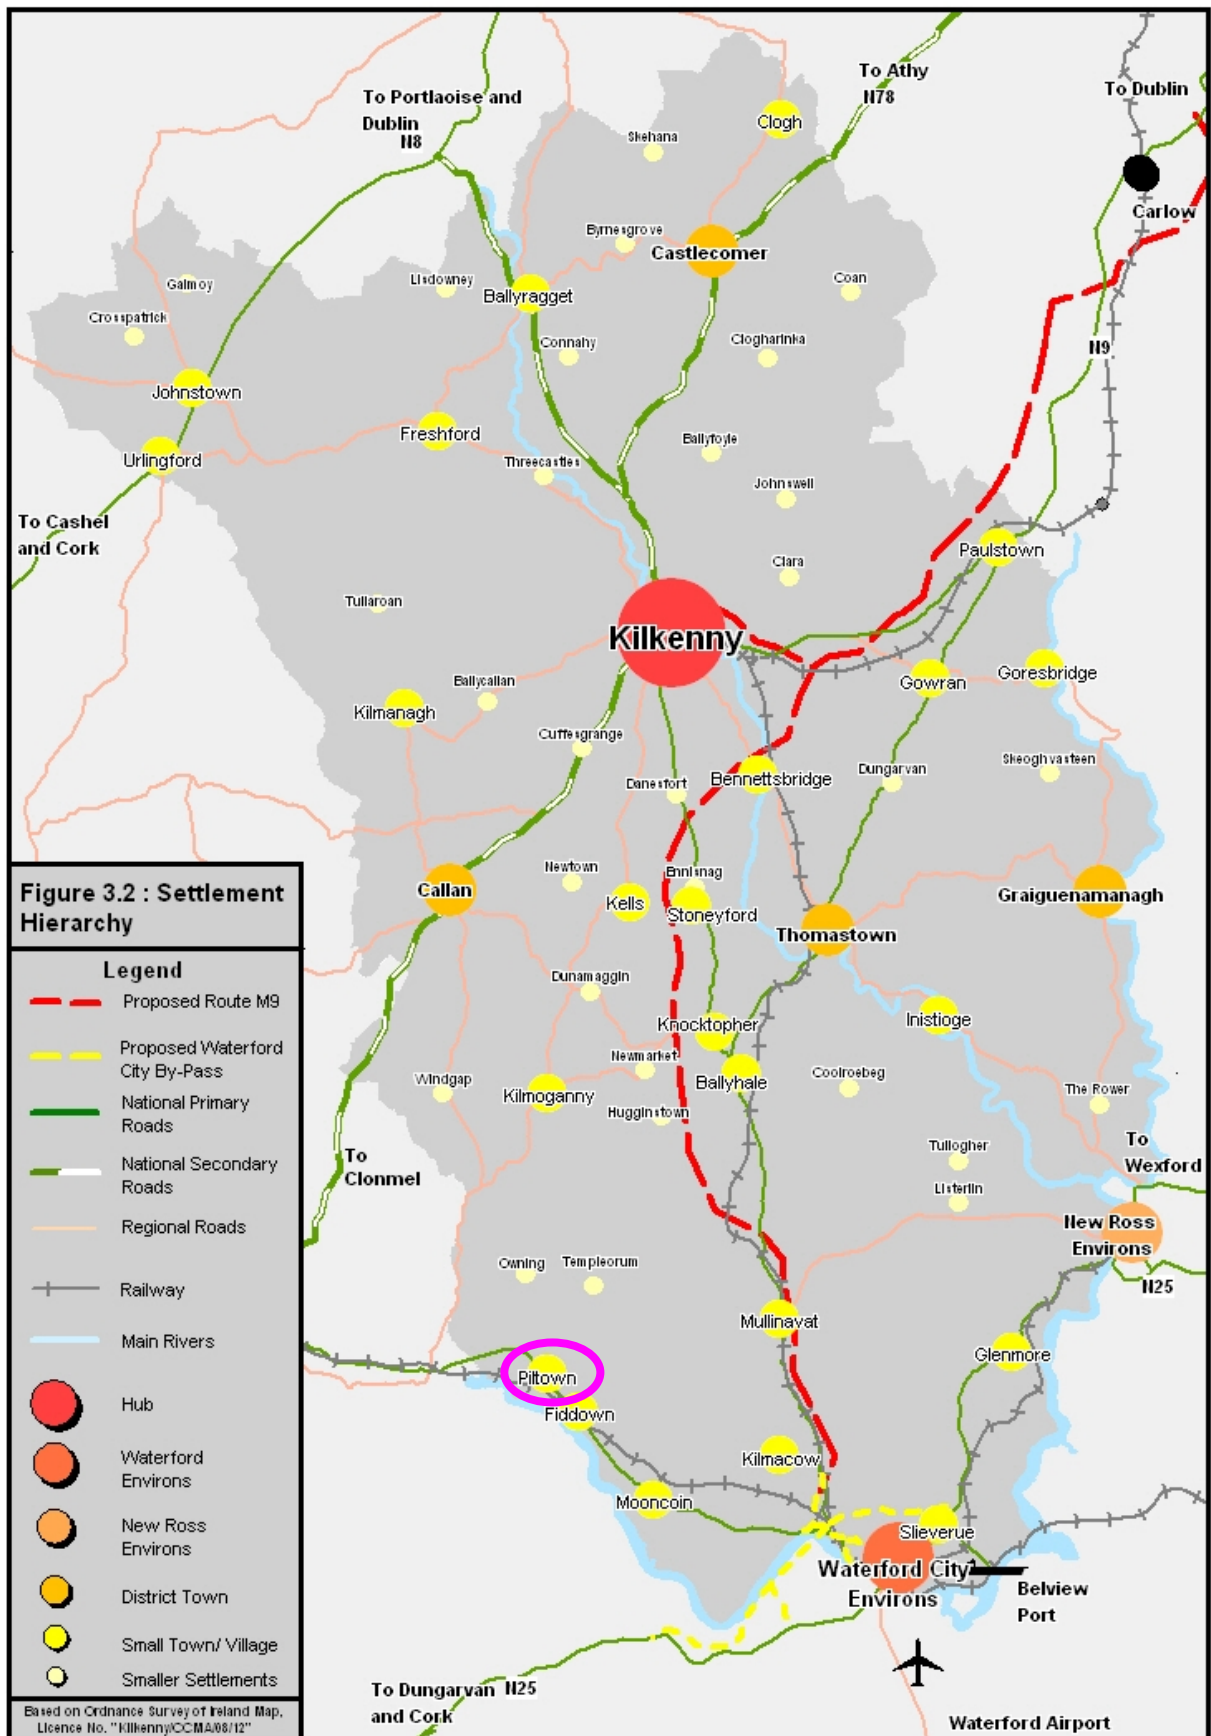 To Portlaoise and
Dublin
N8
To Athy
N78
To Dublin
Clogh
Skehana
Carlow
Byrnesgrove
Castlecomer
Galmoy
Lisdowney
Ballyragget
Coan
Crosspatrick
Connahy
Clogharinka
N9
Johnstown
Freshford
Ballyfoyle
Urlingford
Threecastles
Johnswell
To Cashel
and Cork
Paulstown
Clara
Tullaroan
Kilkenny
Goresbridge
Gowran
Ballycallan
Kilmanagh
Cuffesgrange
Danesfort
Bennettsbridge
Dungarvan
Skeoghvasteen
Newtown
Ennisnag
Callan
Kells
Stoneyford
Graiguenamanagh
Thomastown
Dunamaggin
Knocktopher
Inistioge
Newmarket
Windgap
Kilmoganny
Ballyhale
Coolroebeg
The Rower
Hugginstown
To
Clonmel
Tullogher
To
Wexford
Listerlin
New Ross
Environs
N25
Owning
Templeorum
Mullinavat
Glenmore
Piltown
Fiddown
Kilmacow
Mooncoin
Slieverue
Waterford City
Environs
Belview
Port
To Dungarvan N25
and Cork
Waterford Airport
Figure 3.2 : Settlement
Hierarchy
Legend
Proposed Route M9
Proposed Waterford
City By-Pass
National Primary
Roads
National Secondary
Roads
Regional Roads
Railway
Main Rivers
Hub
Waterford
Environs
New Ross
Environs
District Town
Small Town/ Village
Smaller Settlements
Based on Ordnance Survey of Ireland Map,
Licence No. "Kilkenny/CCMA/08/12"